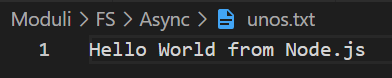 Moduli > FS > Async > unos.txt
1 Hello World from Node.js